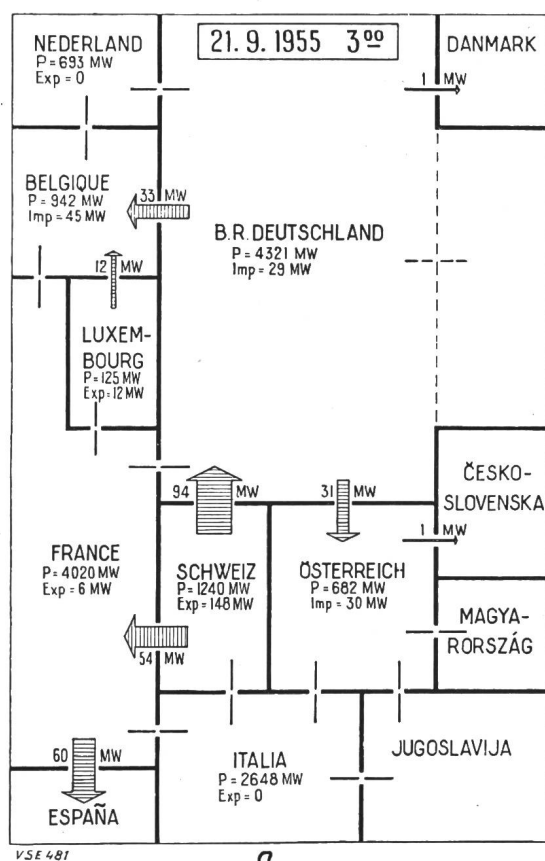 NEDERLAND
P = 693 MW
Exp = 0
21. 9. 1955 3⁰⁰
DANMARK
1 MW
BELGIQUE
P = 942 MW
Imp = 45 MW
33 MW
B.R. DEUTSCHLAND
P = 4321 MW
Imp = 29 MW
12 MW
LUXEM-
BOURG
P = 125 MW
Exp = 12 MW
94 MW
31 MW
ČESKO-
SLOVENSKA
1 MW
FRANCE
P = 4020 MW
Exp = 6 MW
SCHWEIZ
P = 1240 MW
Exp = 148 MW
ÖSTERREICH
P = 682 MW
Imp = 30 MW
MAGYA-
RORSZÁG
54 MW
60 MW
ITALIA
P = 2648 MW
Exp = 0
JUGOSLAVIJA
ESPAÑA
VSE 481